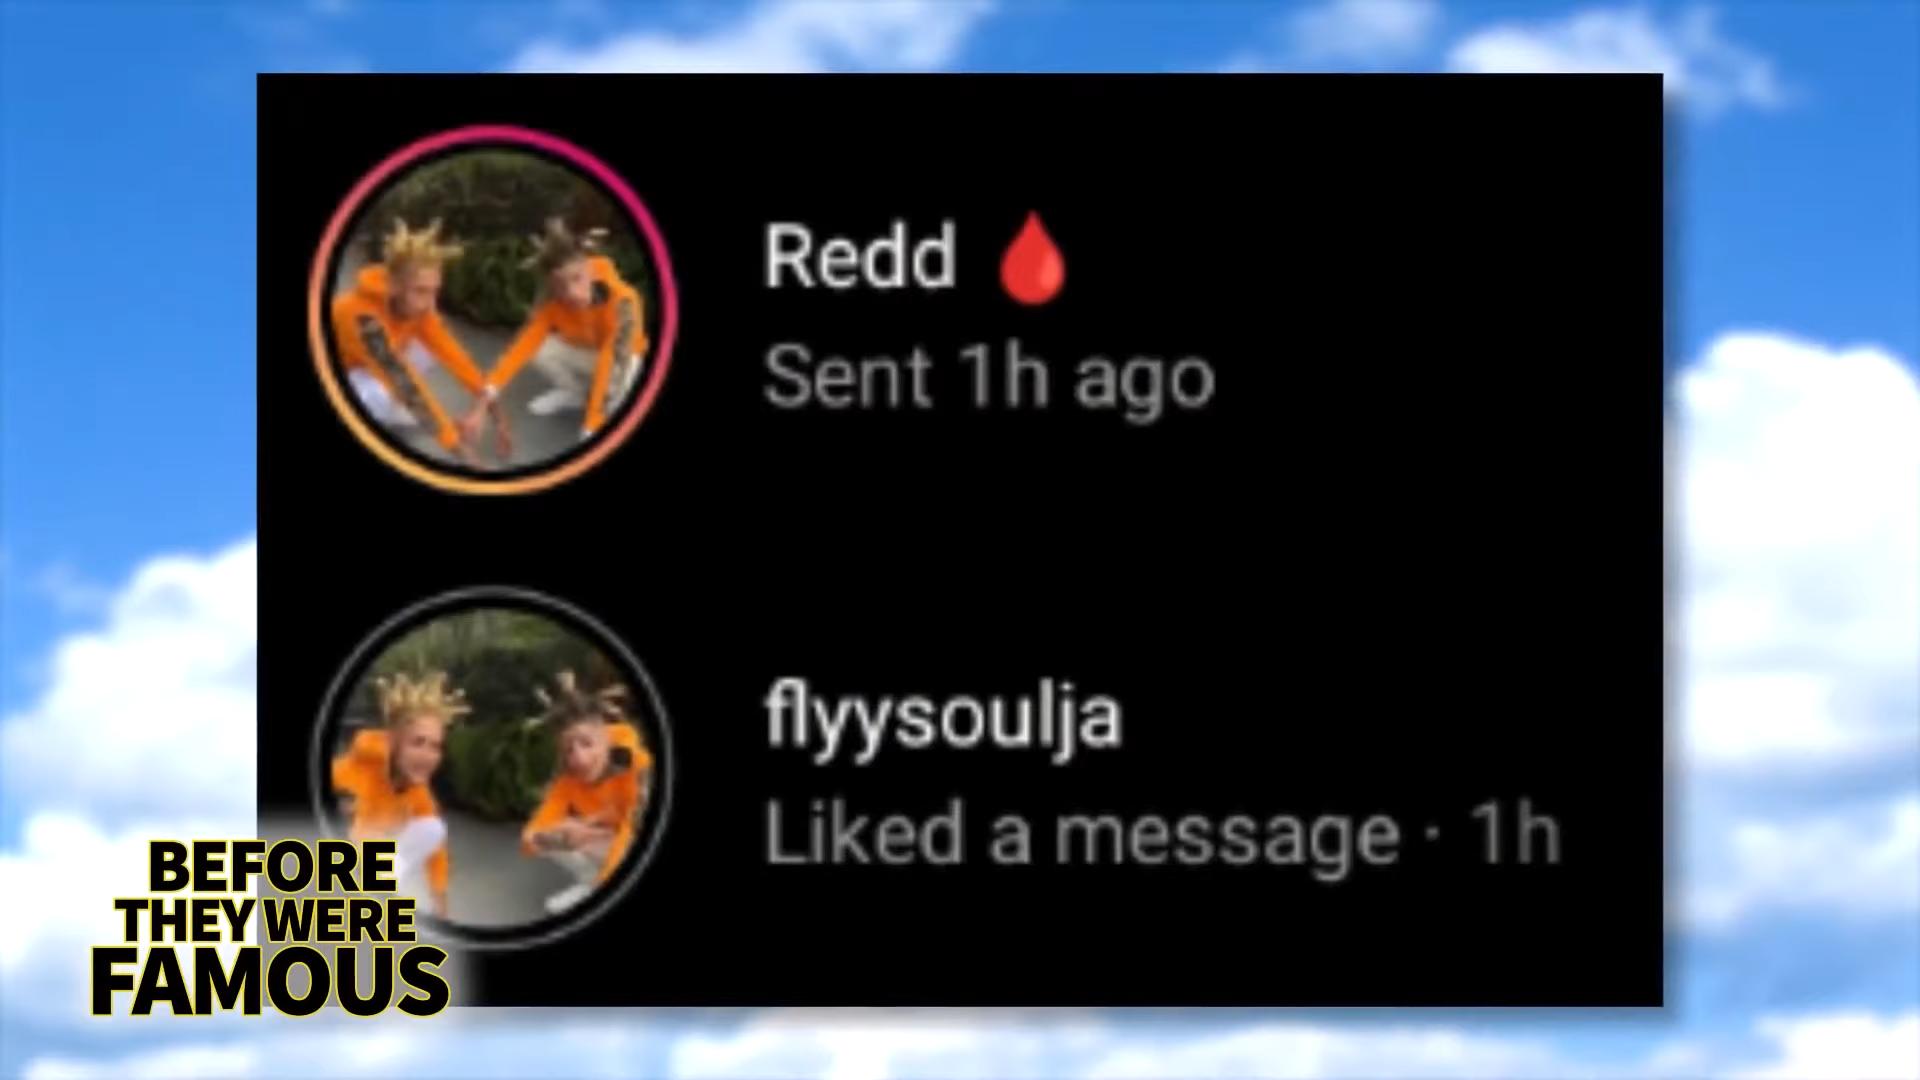 Redd 🩸
Sent 1h ago
flyysoulja
Liked a message · 1h
BEFORE
THEY WERE
FAMOUS